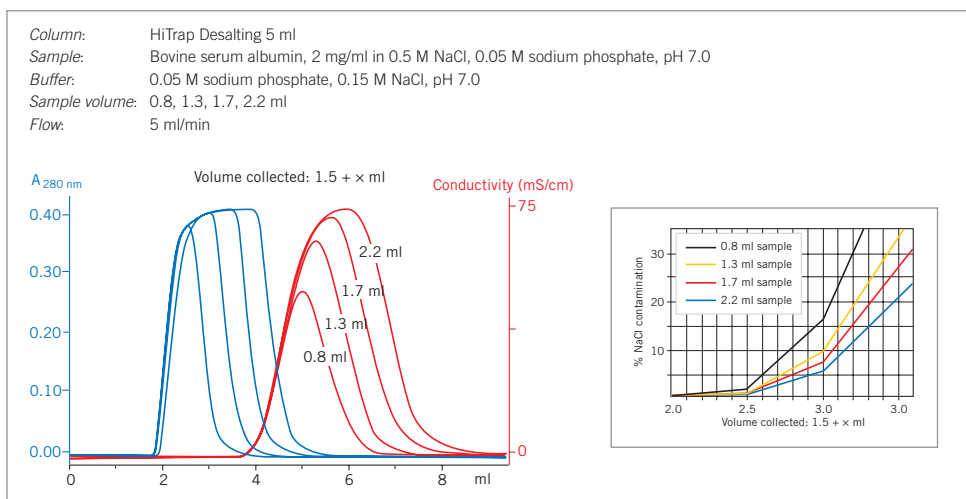 Column: HiTrap Desalting 5 ml
Sample: Bovine serum albumin, 2 mg/ml in 0.5 M NaCl, 0.05 sodium phosphate, pH 7.0
Buffer: 0.05 M sodium phosphate, 0.15 M NaCl, pH 7.0
Sample volume: 0.8, 1.3, 1.7, 2.2 ml
Flow: 5 ml/min
A 280 nm
Volume collected: 1.5 + × ml
Conductivity (mS/cm)
0.40
0.30
0.20
0.10
0.00
75
0
2.2 ml
1.7 ml
1.3 ml
0.8 ml
0 2 4 6 8 ml
% NaCl contamination
30
20
10
0.8 ml sample
1.3 ml sample
1.7 ml sample
2.2 ml sample
2.0 2.5 3.0 3.0
Volume collected: 1.5 + × ml